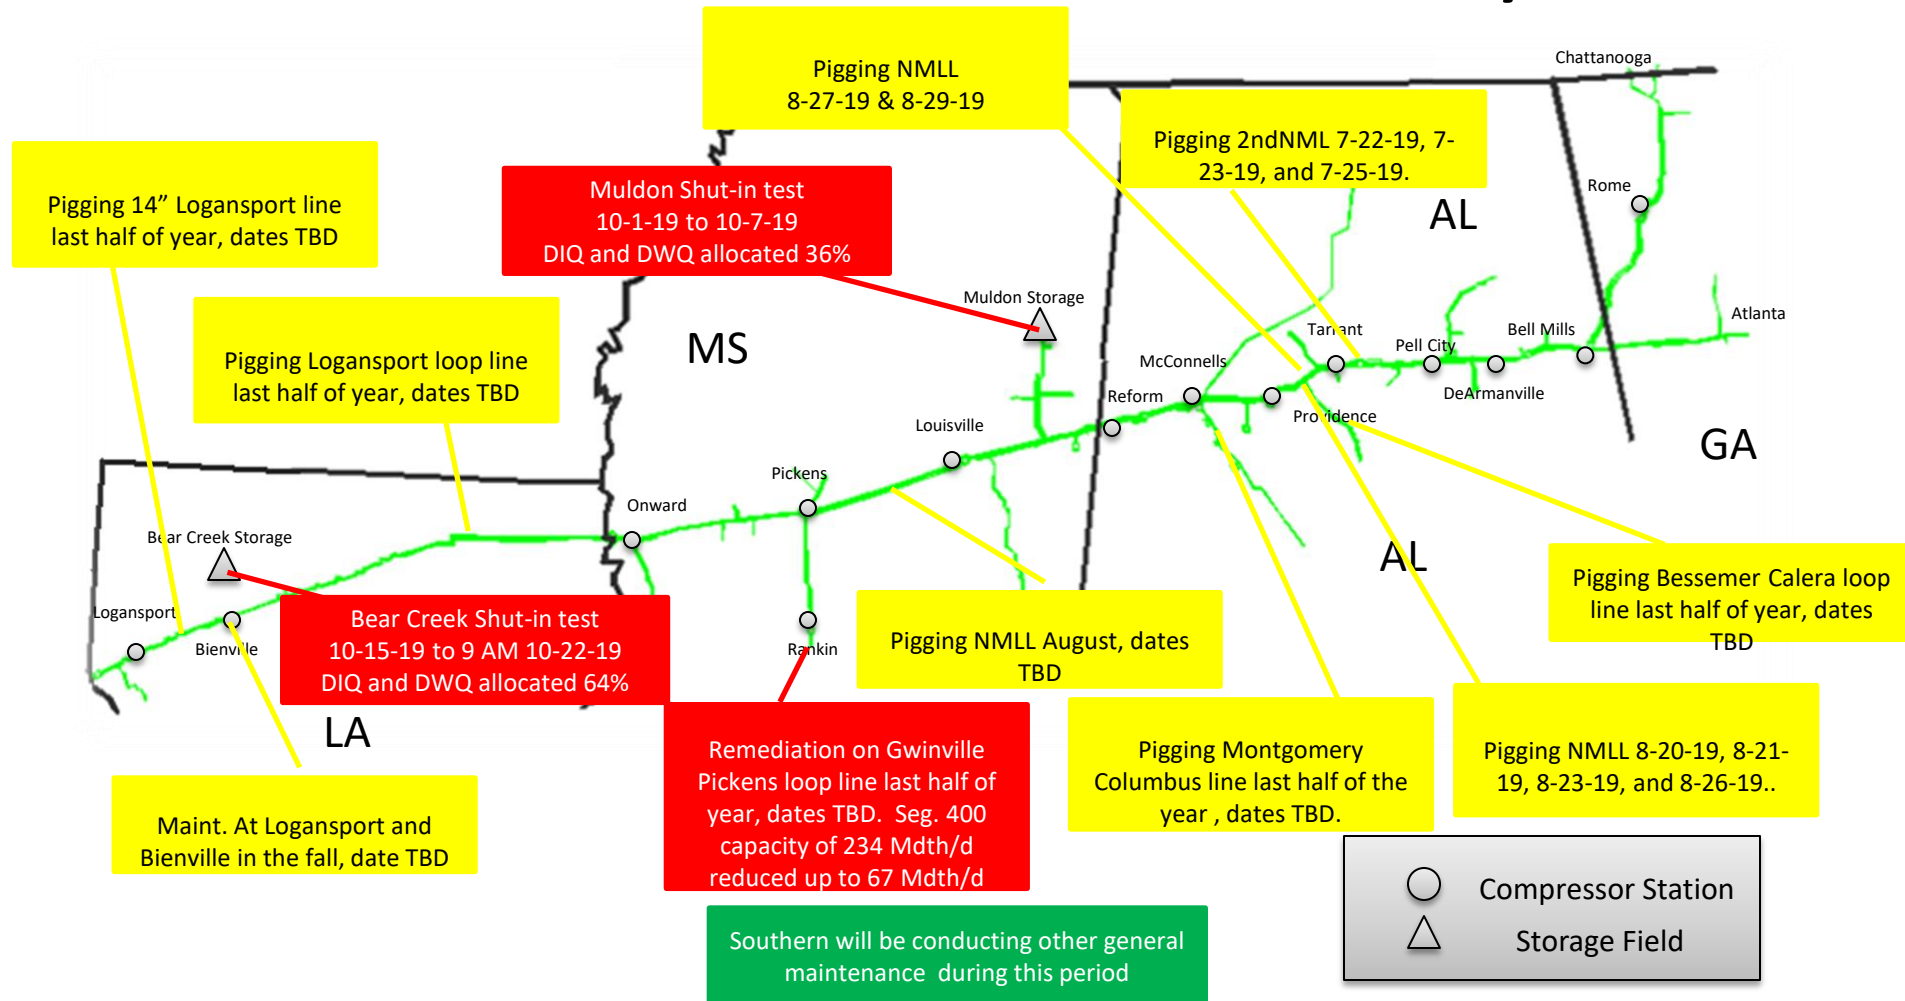 Chattanooga
Pigging NMLL
8-27-19 & 8-29-19
Pigging 2ndNML 7-22-19, 7-
23-19, and 7-25-19.
Pigging 14” Logansport line
last half of year, dates TBD
Muldon Shut-in test
10-1-19 to 10-7-19
DIQ and DWQ allocated 36%
Rome
AL
Pigging Logansport loop line
last half of year, dates TBD
MS
Muldon Storage
Tarrant
Pell City
Bell Mills
Atlanta
McConnells
Reform
DeArmanville
Providence
Louisville
GA
Pickens
Onward
Bear Creek Storage
AL
Logansport
Bienville
Rankin
Bear Creek Shut-in test
10-15-19 to 9 AM 10-22-19
DIQ and DWQ allocated 64%
Pigging NMLL August, dates
TBD
Pigging Bessemer Calera loop
line last half of year, dates
TBD
LA
Remediation on Gwinville
Pickens loop line last half of
year, dates TBD.  Seg. 400
capacity of 234 Mdth/d
reduced up to 67 Mdth/d
Pigging Montgomery
Columbus line last half of the
year , dates TBD.
Pigging NMLL 8-20-19, 8-21-
19, 8-23-19, and 8-26-19..
Maint. At Logansport and
Bienville in the fall, date TBD
Compressor Station
Storage Field
Southern will be conducting other general
maintenance  during this period